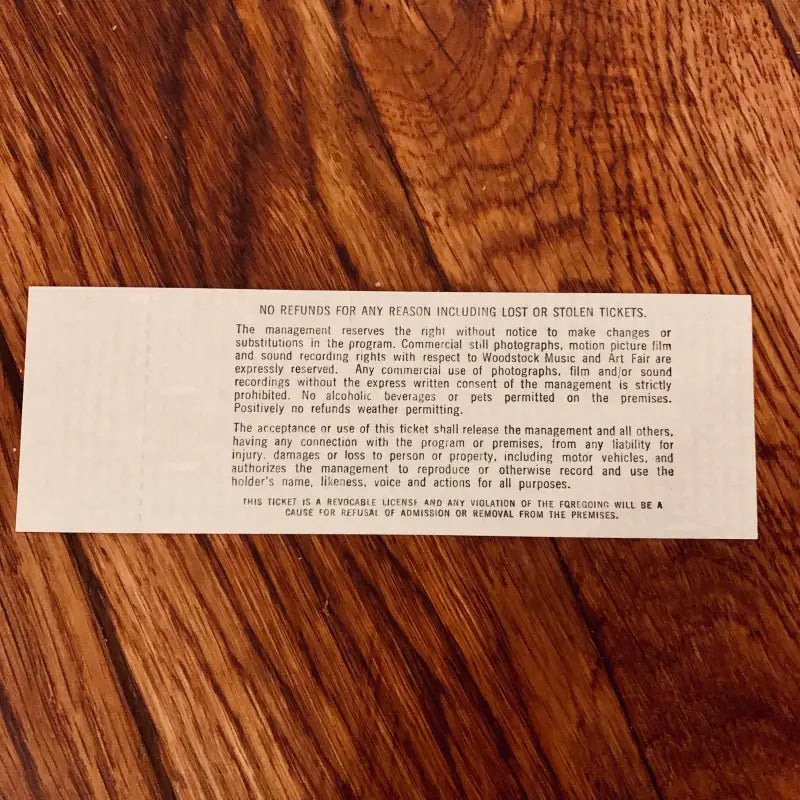 NO REFUNDS FOR ANY REASON INCLUDING LOST OR STOLEN TICKETS.
The management reserves the right without notice to make changes or
substitutions in the program. Commercial still photographs, motion picture film
and sound recording rights with respect to Woodstock Music and Art Fair are
expressly reserved. Any commercial use of photographs, film and/or sound
recordings without the express written consent of the management is strictly
prohibited. No alcoholic beverages or pets permitted on the premises.
Positively no refunds weather permitting.
The acceptance or use of this ticket shall release the management and all others,
having any connection with the program or premises, from any liability for
injury, damages or loss to person or property, including motor vehicles, and
authorizes the management to reproduce or otherwise record and use the
holder's name, likeness, voice and actions for all purposes.
THIS TICKET IS A REVOCABLE LICENSE AND ANY VIOLATION OF THE FOREGOING WILL BE A
CAUSE FOR REFUSAL OF ADMISSION OR REMOVAL FROM THE PREMISES.